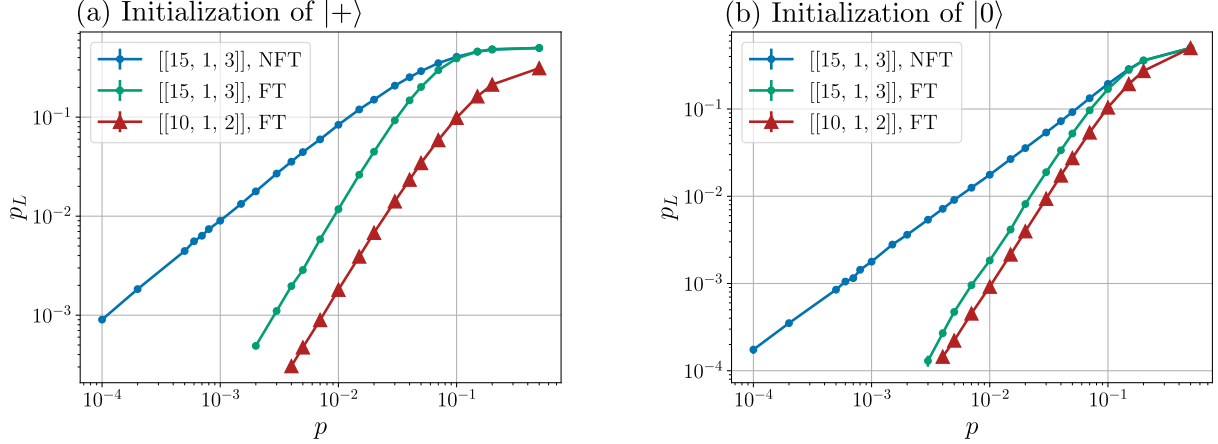 (a) Initialization of |+⟩
[[15, 1, 3]], NFT
[[15, 1, 3]], FT
[[10, 1, 2]], FT
10⁻¹
10⁻²
10⁻³
p_L
10⁻⁴
10⁻³
10⁻²
10⁻¹
p
(b) Initialization of |0⟩
[[15, 1, 3]], NFT
[[15, 1, 3]], FT
[[10, 1, 2]], FT
10⁻¹
10⁻²
10⁻³
10⁻⁴
p_L
10⁻⁴
10⁻³
10⁻²
10⁻¹
p